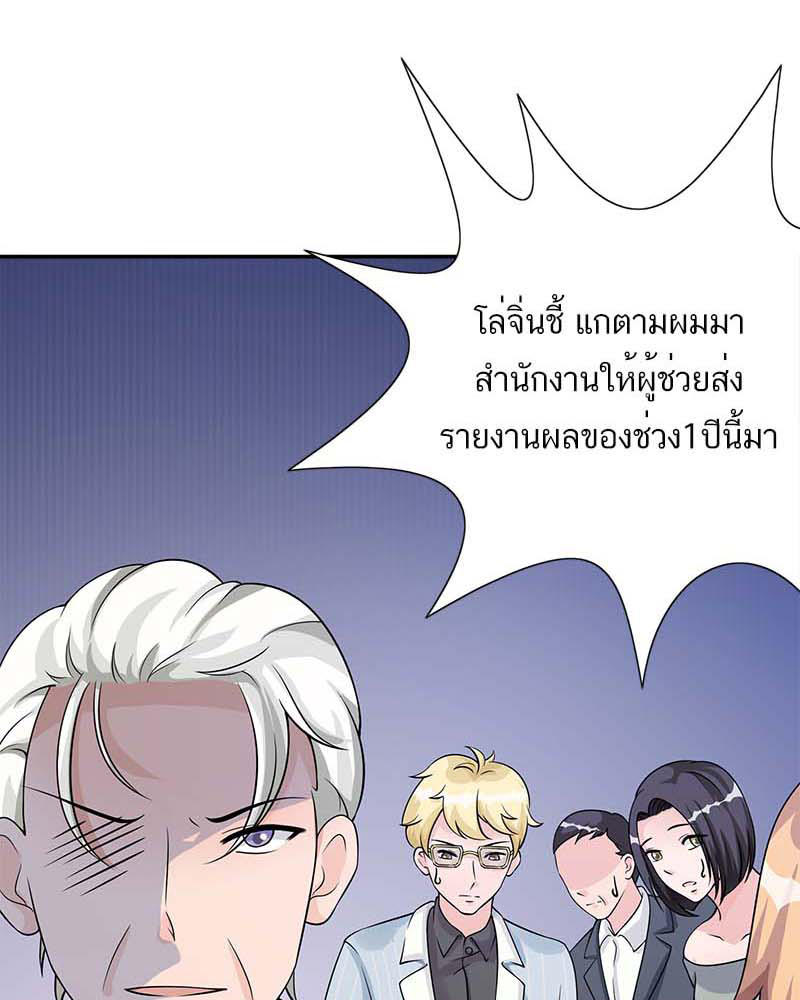 โล่จิ่นชี้ แกตามผมมา
สำนักงานให้ผู้ช่วยส่ง
รายงานผลของช่วง1ปีนี้มา